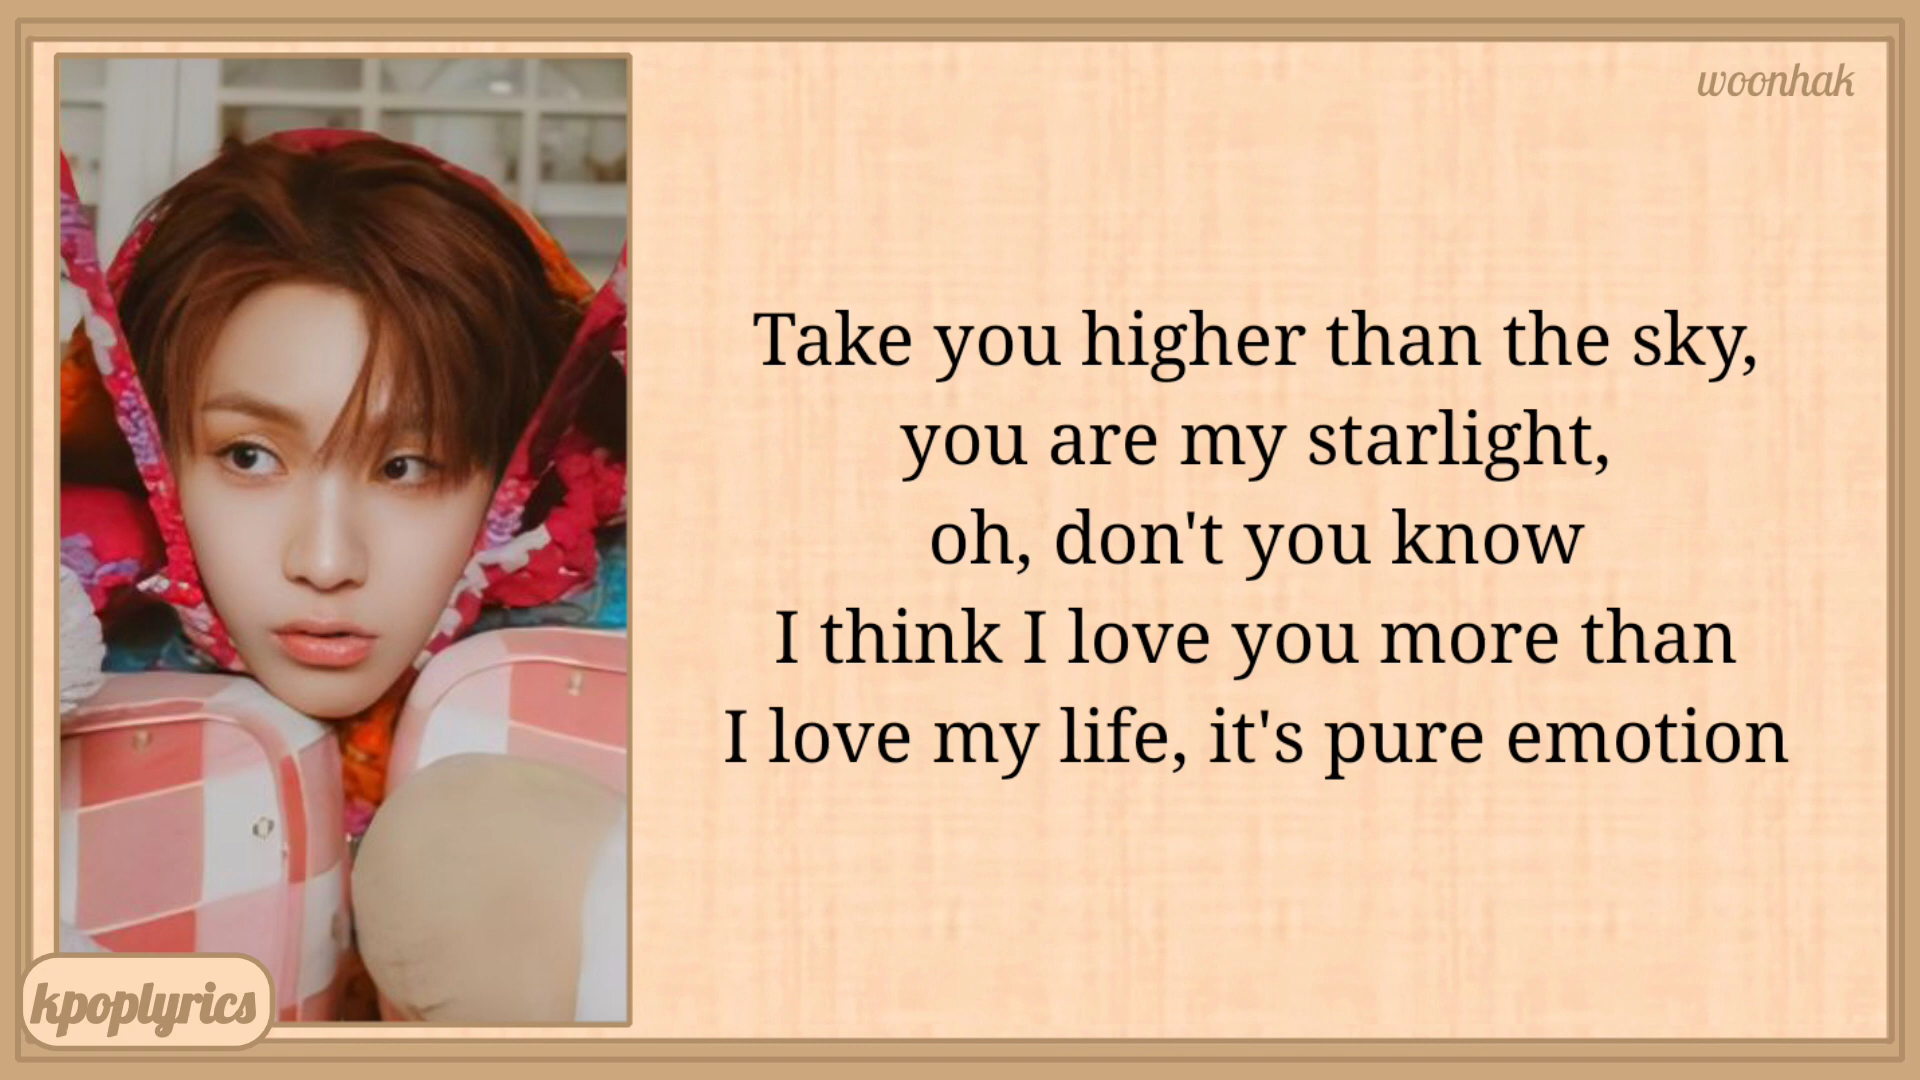 woonhak
Take you higher than the sky,
you are my starlight,
oh, don't you know
I think I love you more than
I love my life, it's pure emotion
kpoplyrics